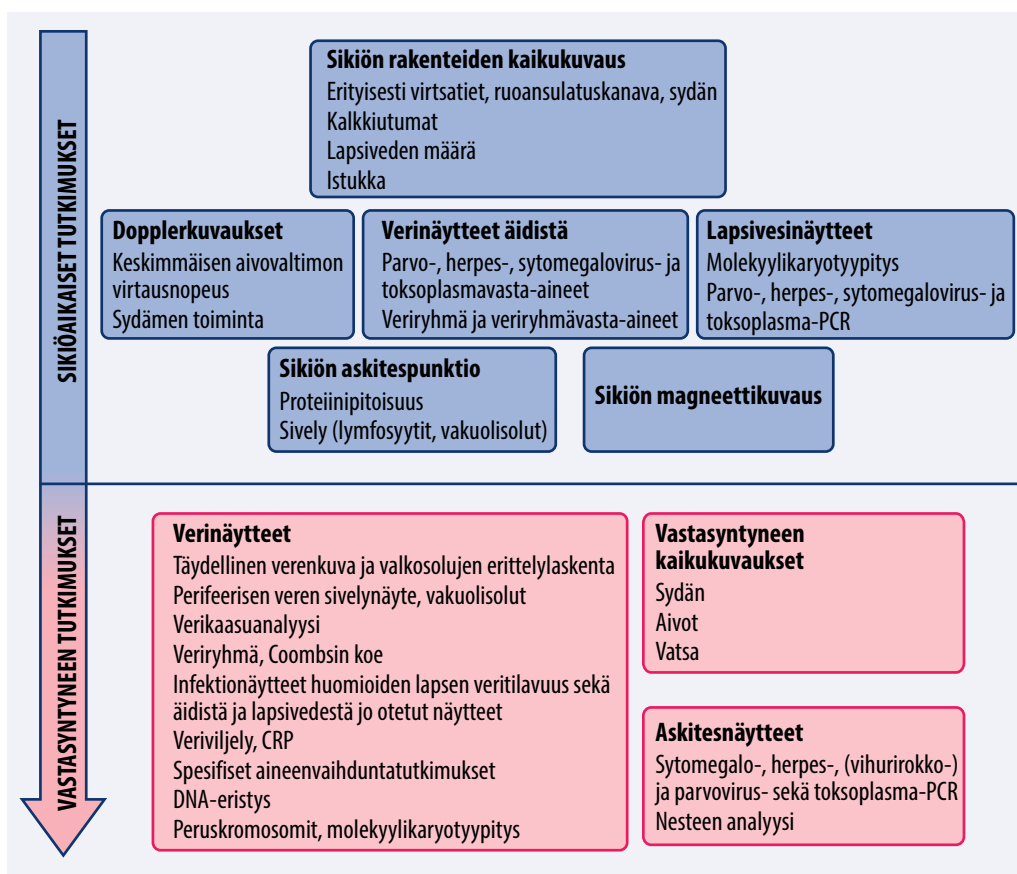 SIKIÖAIKAISET TUTKIMUKSET
Sikiön rakenteiden kaikukuvaus
Erityisesti virtsatiet, ruoansulatuskanava, sydän
Kalkkiutumat
Lapsiveden määrä
Istukka
Dopplerkuvaukset
Keskimmäisen aivovaltimon
virtausnopeus
Sydämen toiminta
Verinäytteet äidistä
Parvo-, herpes-, sytomegalovirus- ja
toksoplasmavasta-aineet
Veriryhmä ja veriryhmävasta-aineet
Lapsivesinäytteet
Molekyylikaryotyypitys
Parvo-, herpes-, sytomegalovirus- ja
toksoplasma-PCR
Sikiön askitespunktio
Proteiinipitoisuus
Sively (lymfosyytit, vakuolisolut)
Sikiön magneettikuvaus
VASTASYNTYNEEN TUTKIMUKSET
Verinäytteet
Täydellinen verenkuva ja valkosolujen erittelylaskenta
Perifeerisen veren sivelynäyte, vakuolisolut
Verikaasuanalyysi
Veriryhmä, Coombsin koe
Infektionäytteet huomioiden lapsen veritilavuus sekä
äidistä ja lapsivedestä jo otetut näytteet
Veriviljely, CRP
Spesifiset aineenvaihduntatutkimukset
DNA-eristys
Peruskromosomit, molekyylikaryotyypitys
Vastasyntyneen
kaikukuvaukset
Sydän
Aivot
Vatsa
Askitesnäytteet
Sytomegalo-, herpes-, (vihurirokko-)
ja parvovirus- sekä toksoplasma-PCR
Nesteen analyysi